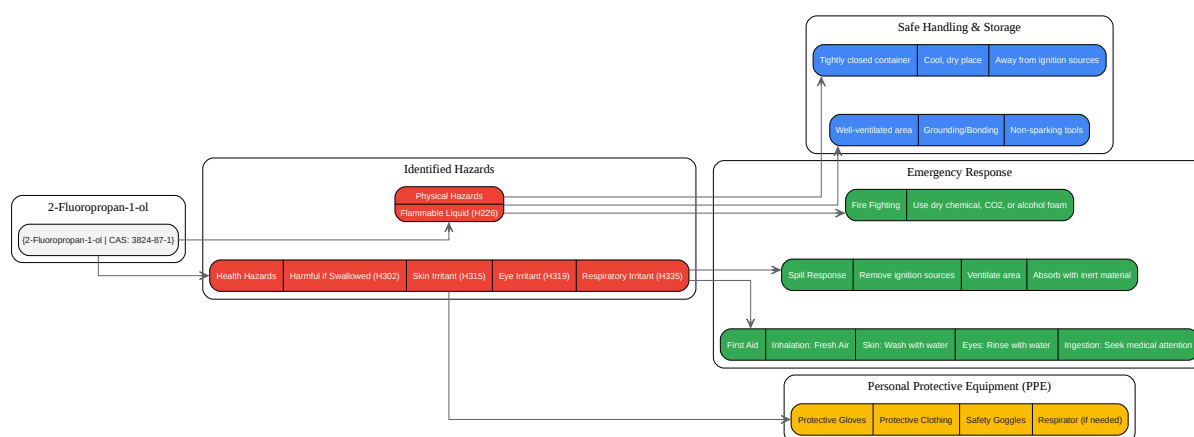 Safe Handling & Storage
Tightly closed container
Cool, dry place
Away from ignition sources
Well-ventilated area
Grounding/Bonding
Non-sparking tools
Identified Hazards
Physical Hazards
Flammable Liquid (H226)
Health Hazards
Harmful if Swallowed (H302)
Skin Irritant (H315)
Eye Irritant (H319)
Respiratory Irritant (H335)
2-Fluoropropan-1-ol
{2-Fluoropropan-1-ol | CAS: 3824-87-1}
Emergency Response
Fire Fighting
Use dry chemical, CO2, or alcohol foam
Spill Response
Remove ignition sources
Ventilate area
Absorb with inert material
First Aid
Inhalation: Fresh Air
Skin: Wash with water
Eyes: Rinse with water
Ingestion: Seek medical attention
Personal Protective Equipment (PPE)
Protective Gloves
Protective Clothing
Safety Goggles
Respirator (if needed)